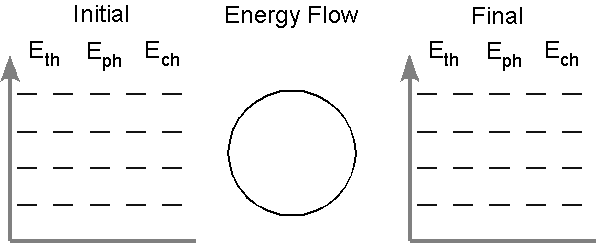 Initial Energy Flow Final
E_th E_ph E_ch E_th E_ph E_ch